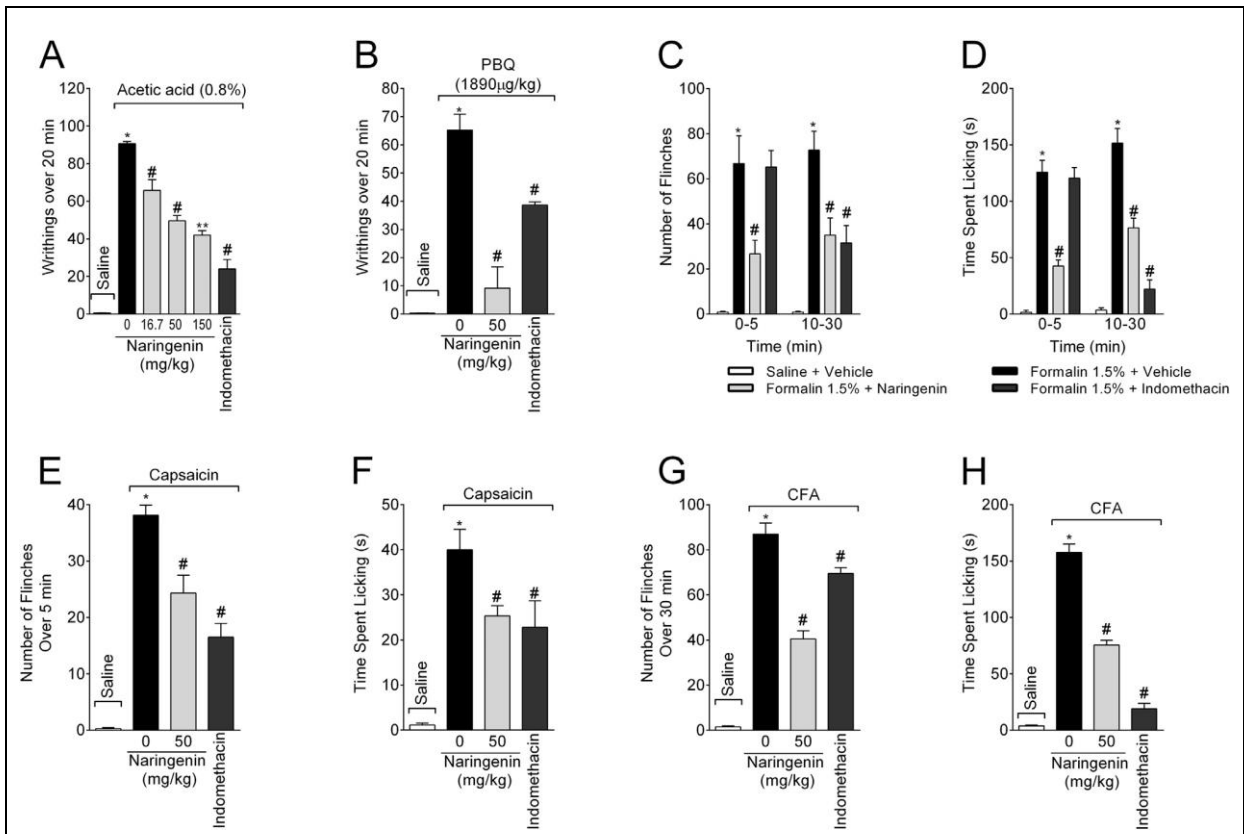 A
Acetic acid (0.8%)
Writhings over 20 min
120
100
80
60
40
20
0
Saline
*
#
#
**
#
0 16.7 50 150
Naringenin
(mg/kg)
Indomethacin
B
PBQ
(1890µg/kg)
Writhings over 20 min
80
70
60
50
40
30
20
10
0
Saline
*
#
#
0 50
Naringenin
(mg/kg)
Indomethacin
C
Number of Flinches
100
80
60
40
20
0
*
#
*
#
#
0-5 10-30
Time (min)
D
Time Spent Licking (s)
200
150
100
50
0
*
#
*
#
#
0-5 10-30
Time (min)
Saline + Vehicle
Formalin 1.5% + Vehicle
Formalin 1.5% + Naringenin
Formalin 1.5% + Indomethacin
E
Capsaicin
Number of Flinches
Over 5 min
40
30
20
10
0
Saline
*
#
#
0 50
Naringenin
(mg/kg)
Indomethacin
F
Capsaicin
Time Spent Licking (s)
50
40
30
20
10
0
Saline
*
#
#
0 50
Naringenin
(mg/kg)
Indomethacin
G
CFA
Number of Flinches
Over 30 min
100
80
60
40
20
0
Saline
*
#
#
0 50
Naringenin
(mg/kg)
Indomethacin
H
CFA
Time Spent Licking (s)
200
150
100
50
0
Saline
*
#
#
0 50
Naringenin
(mg/kg)
Indomethacin